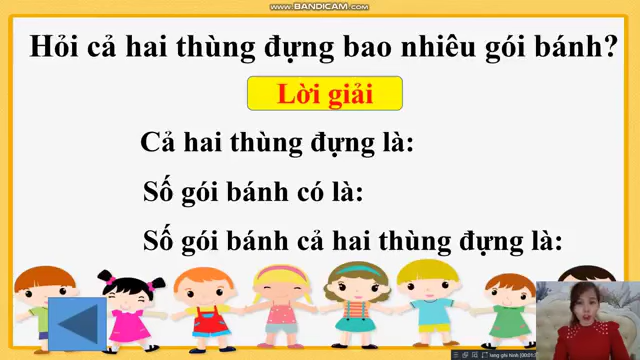 www.BANDICAM.com
Hỏi cả hai thùng đựng bao nhiêu gói bánh?
Lời giải
Cả hai thùng đựng là:
Số gói bánh có là:
Số gói bánh cả hai thùng đựng là: